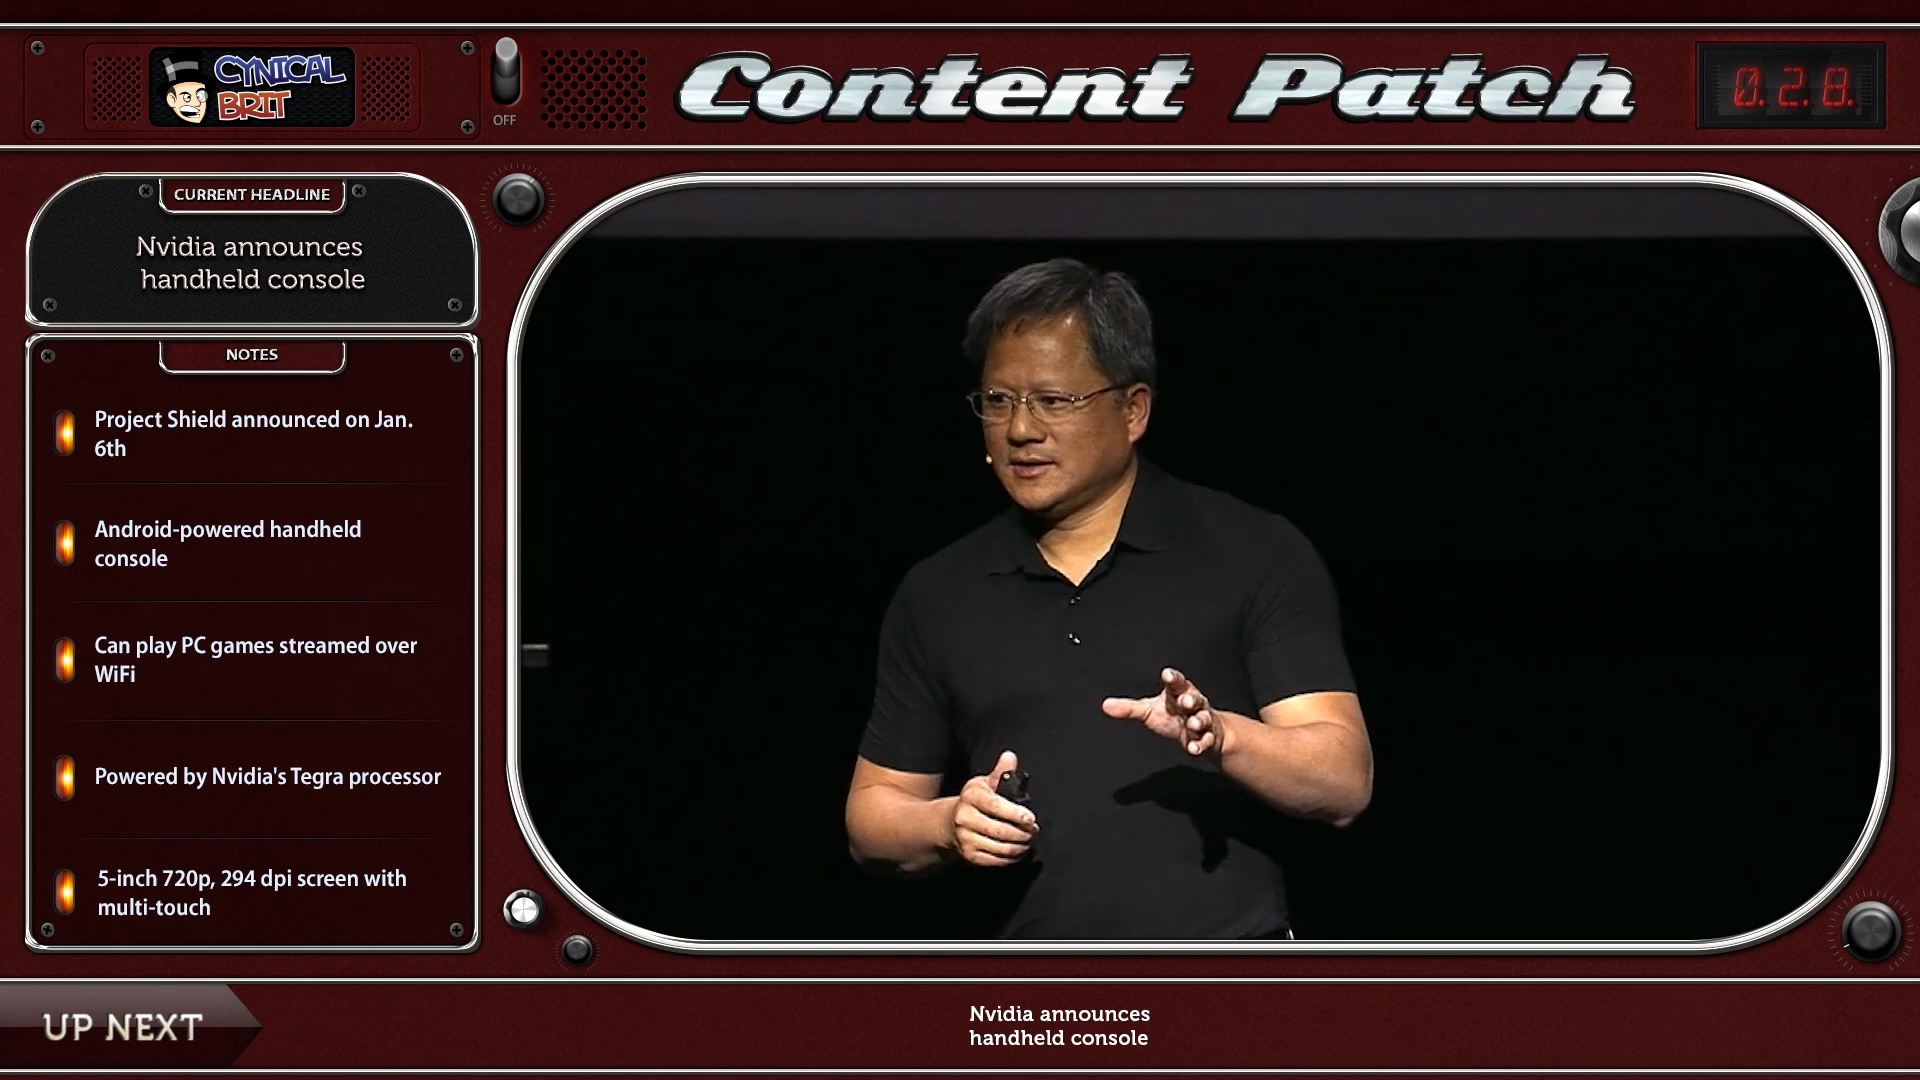 CYNICAL
BRIT
OFF
Content Patch
0.2.8.
CURRENT HEADLINE
Nvidia announces
handheld console
NOTES
Project Shield announced on Jan.
6th
Android-powered handheld
console
Can play PC games streamed over
WiFi
Powered by Nvidia's Tegra processor
5-inch 720p, 294 dpi screen with
multi-touch
UP NEXT
Nvidia announces
handheld console